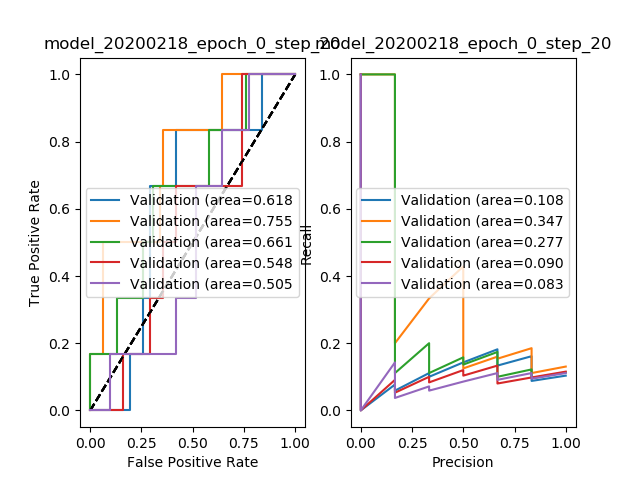 model_20200218_epoch_0_step_20
model_20200218_epoch_0_step_20
True Positive Rate
1.0
0.8
0.6
0.4
0.2
0.0
Validation (area=0.618
Validation (area=0.755
Validation (area=0.661
Validation (area=0.548
Validation (area=0.505
0.00 0.25 0.50 0.75 1.00
False Positive Rate
Recall
1.0
0.8
0.6
0.4
0.2
0.0
Validation (area=0.108
Validation (area=0.347
Validation (area=0.277
Validation (area=0.090
Validation (area=0.083
0.00 0.25 0.50 0.75 1.00
Precision